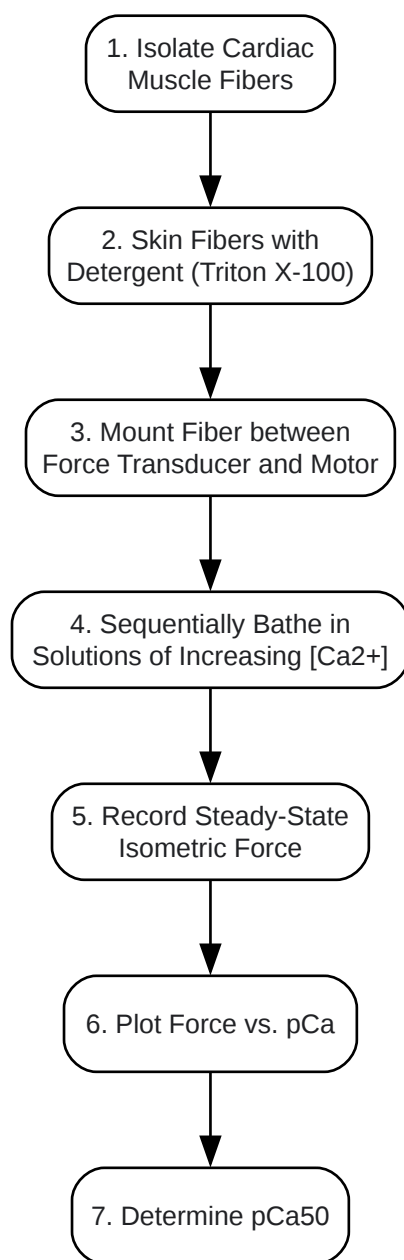 1. Isolate Cardiac
Muscle Fibers
2. Skin Fibers with
Detergent (Triton X-100)
3. Mount Fiber between
Force Transducer and Motor
4. Sequentially Bathe in
Solutions of Increasing [Ca2+]
5. Record Steady-State
Isometric Force
6. Plot Force vs. pCa
7. Determine pCa50